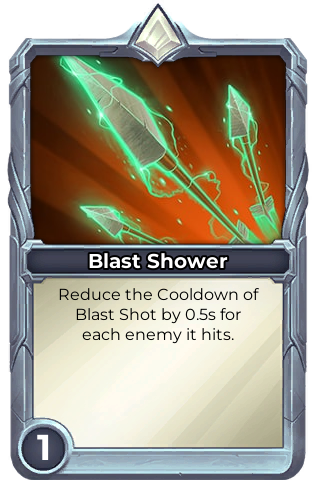 Blast Shower
Reduce the Cooldown of
Blast Shot by 0.5s for
each enemy it hits.
1